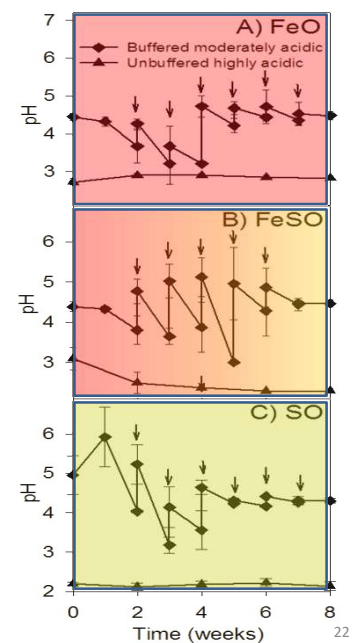 A) FeO
Buffered moderately acidic
Unbuffered highly acidic
pH
7
6
5
4
3
B) FeSO
pH
6
5
4
3
C) SO
pH
6
5
4
3
2
0 2 4 6 8
Time (weeks)
22